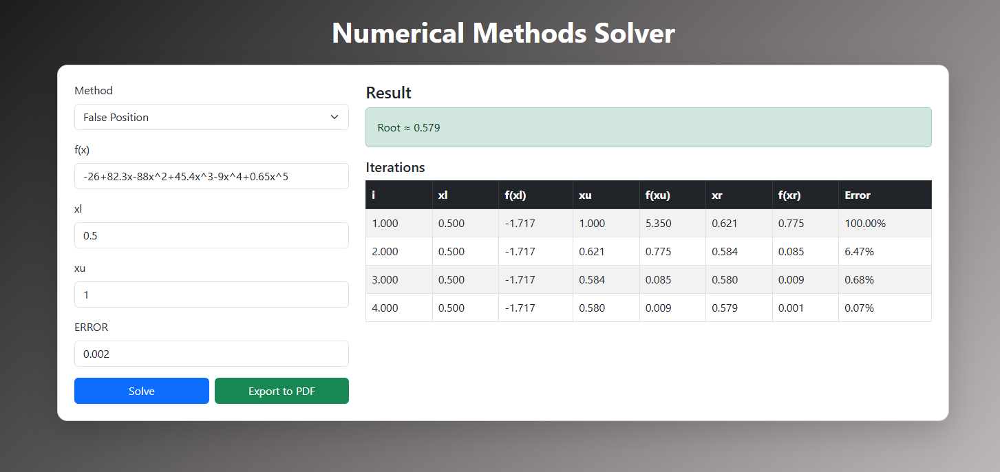 Numerical Methods Solver
Method
False Position
f(x)
-26+82.3x-88x^2+45.4x^3-9x^4+0.65x^5
xl
0.5
xu
1
ERROR
0.002
Solve Export to PDF
Result
Root ≈ 0.579
Iterations
i xl f(xl) xu f(xu) xr f(xr) Error
1.000 0.500 -1.717 1.000 5.350 0.621 0.775 100.00%
2.000 0.500 -1.717 0.621 0.775 0.584 0.085 6.47%
3.000 0.500 -1.717 0.584 0.085 0.580 0.009 0.68%
4.000 0.500 -1.717 0.580 0.009 0.579 0.001 0.07%